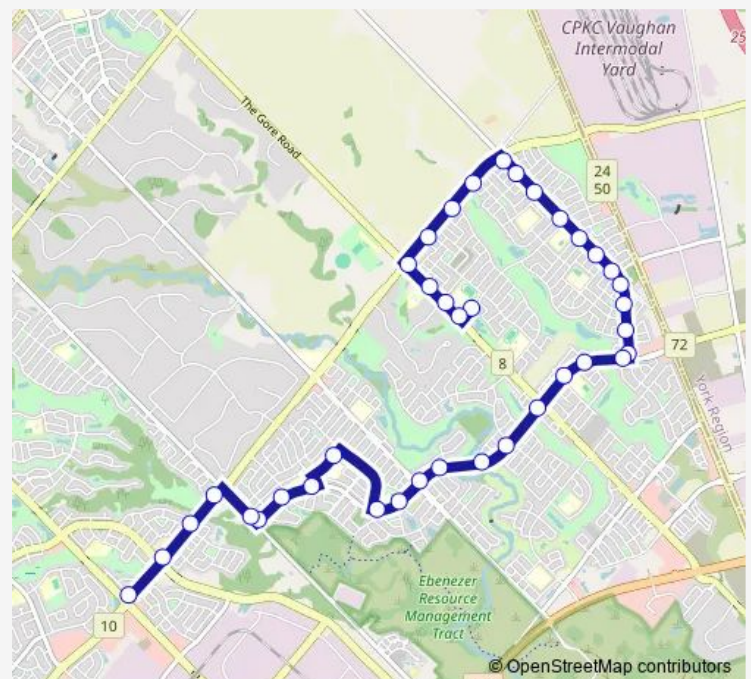 CPKC Vaughan
Intermodal
Yard
25
The Gore Road
24
50
72
8
York Region
Ebenezer
Resource
Management
Tract
10
© OpenStreetMap contributors